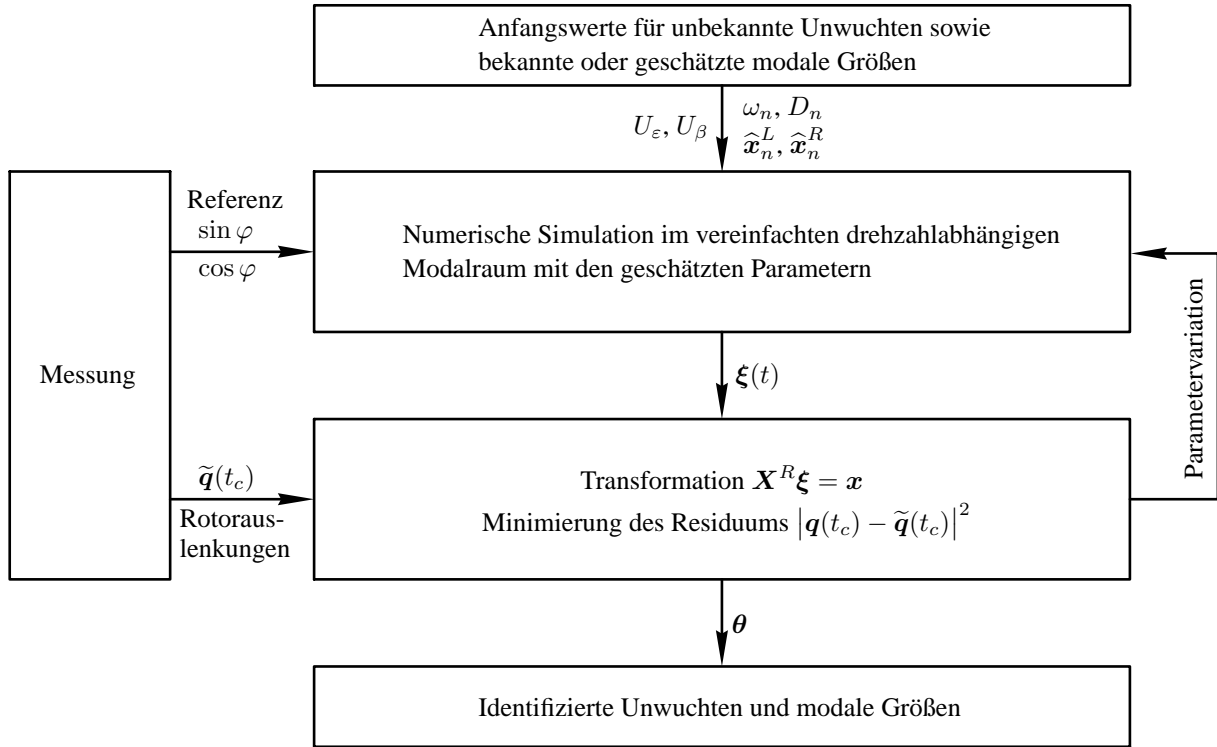 Anfangswerte für unbekannte Unwuchten sowie
bekannte oder geschätzte modale Größen
U_ε, U_β
ω_n, D_n
x̂_n^L, x̂_n^R
Messung
Referenz
sin φ
cos φ
Numerische Simulation im vereinfachten drehzahlabhängigen
Modalraum mit den geschätzten Parametern
Parametervariation
ξ(t)
q̃(t_c)
Rotoraus-
lenkungen
Transformation X^R ξ = x
Minimierung des Residuums |q(t_c) − q̃(t_c)|²
θ
Identifizierte Unwuchten und modale Größen